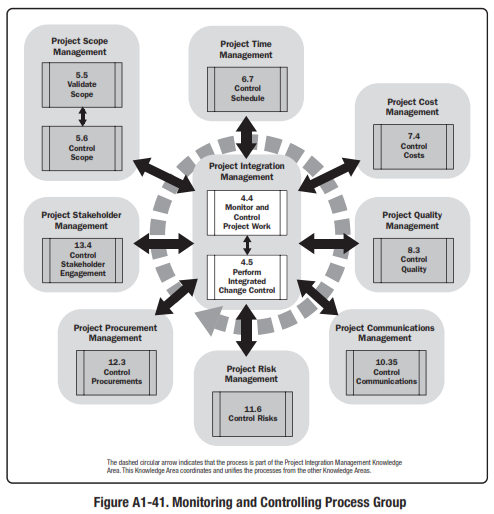 Project Scope
Management
5.5
Validate
Scope
5.6
Control
Scope
Project Time
Management
6.7
Control
Schedule
Project Cost
Management
7.4
Control
Costs
Project Integration
Management
4.4
Monitor and
Control
Project Work
4.5
Perform
Integrated
Change Control
Project Stakeholder
Management
13.4
Control
Stakeholder
Engagement
Project Quality
Management
8.3
Control
Quality
Project Procurement
Management
12.3
Control
Procurements
Project Risk
Management
11.6
Control Risks
Project Communications
Management
10.35
Control
Communications
The dashed circular arrow indicates that the process is part of the Project Integration Management Knowledge
Area. This Knowledge Area coordinates and unifies the processes from the other Knowledge Areas.
Figure A1-41. Monitoring and Controlling Process Group